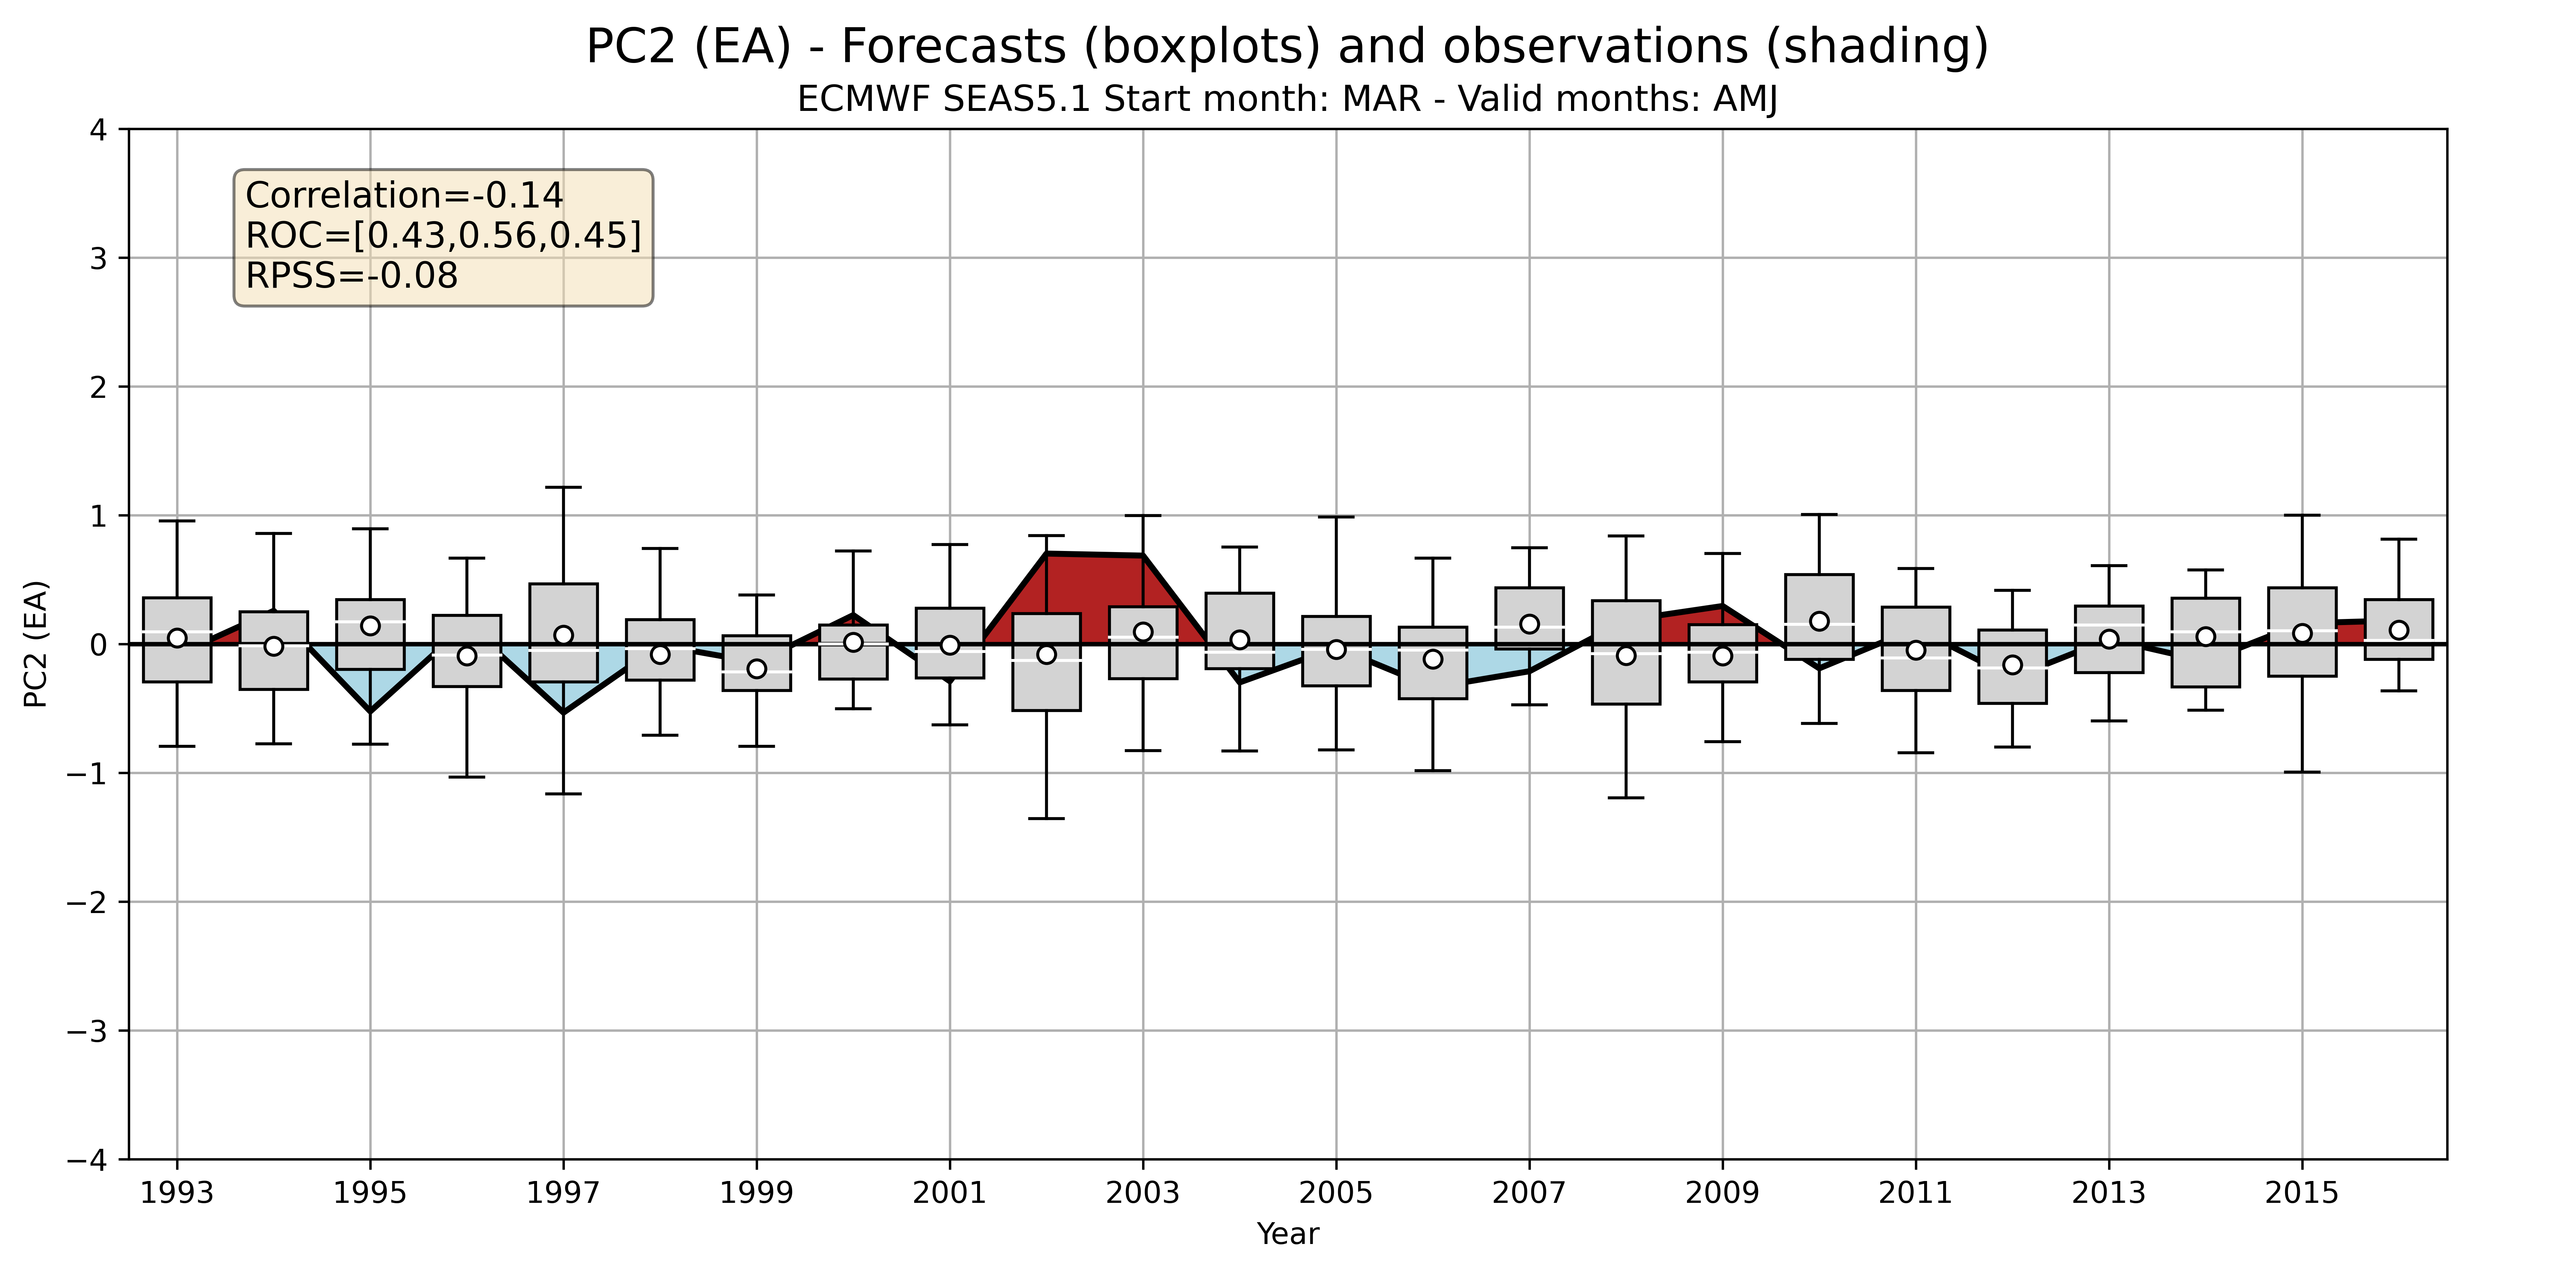 PC2 (EA) - Forecasts (boxplots) and observations (shading)
ECMWF SEAS5.1 Start month: MAR - Valid months: AMJ
Correlation=-0.14
ROC=[0.43,0.56,0.45]
RPSS=-0.08
PC2 (EA)
4
3
2
1
0
−1
−2
−3
−4
1993 1995 1997 1999 2001 2003 2005 2007 2009 2011 2013 2015
Year